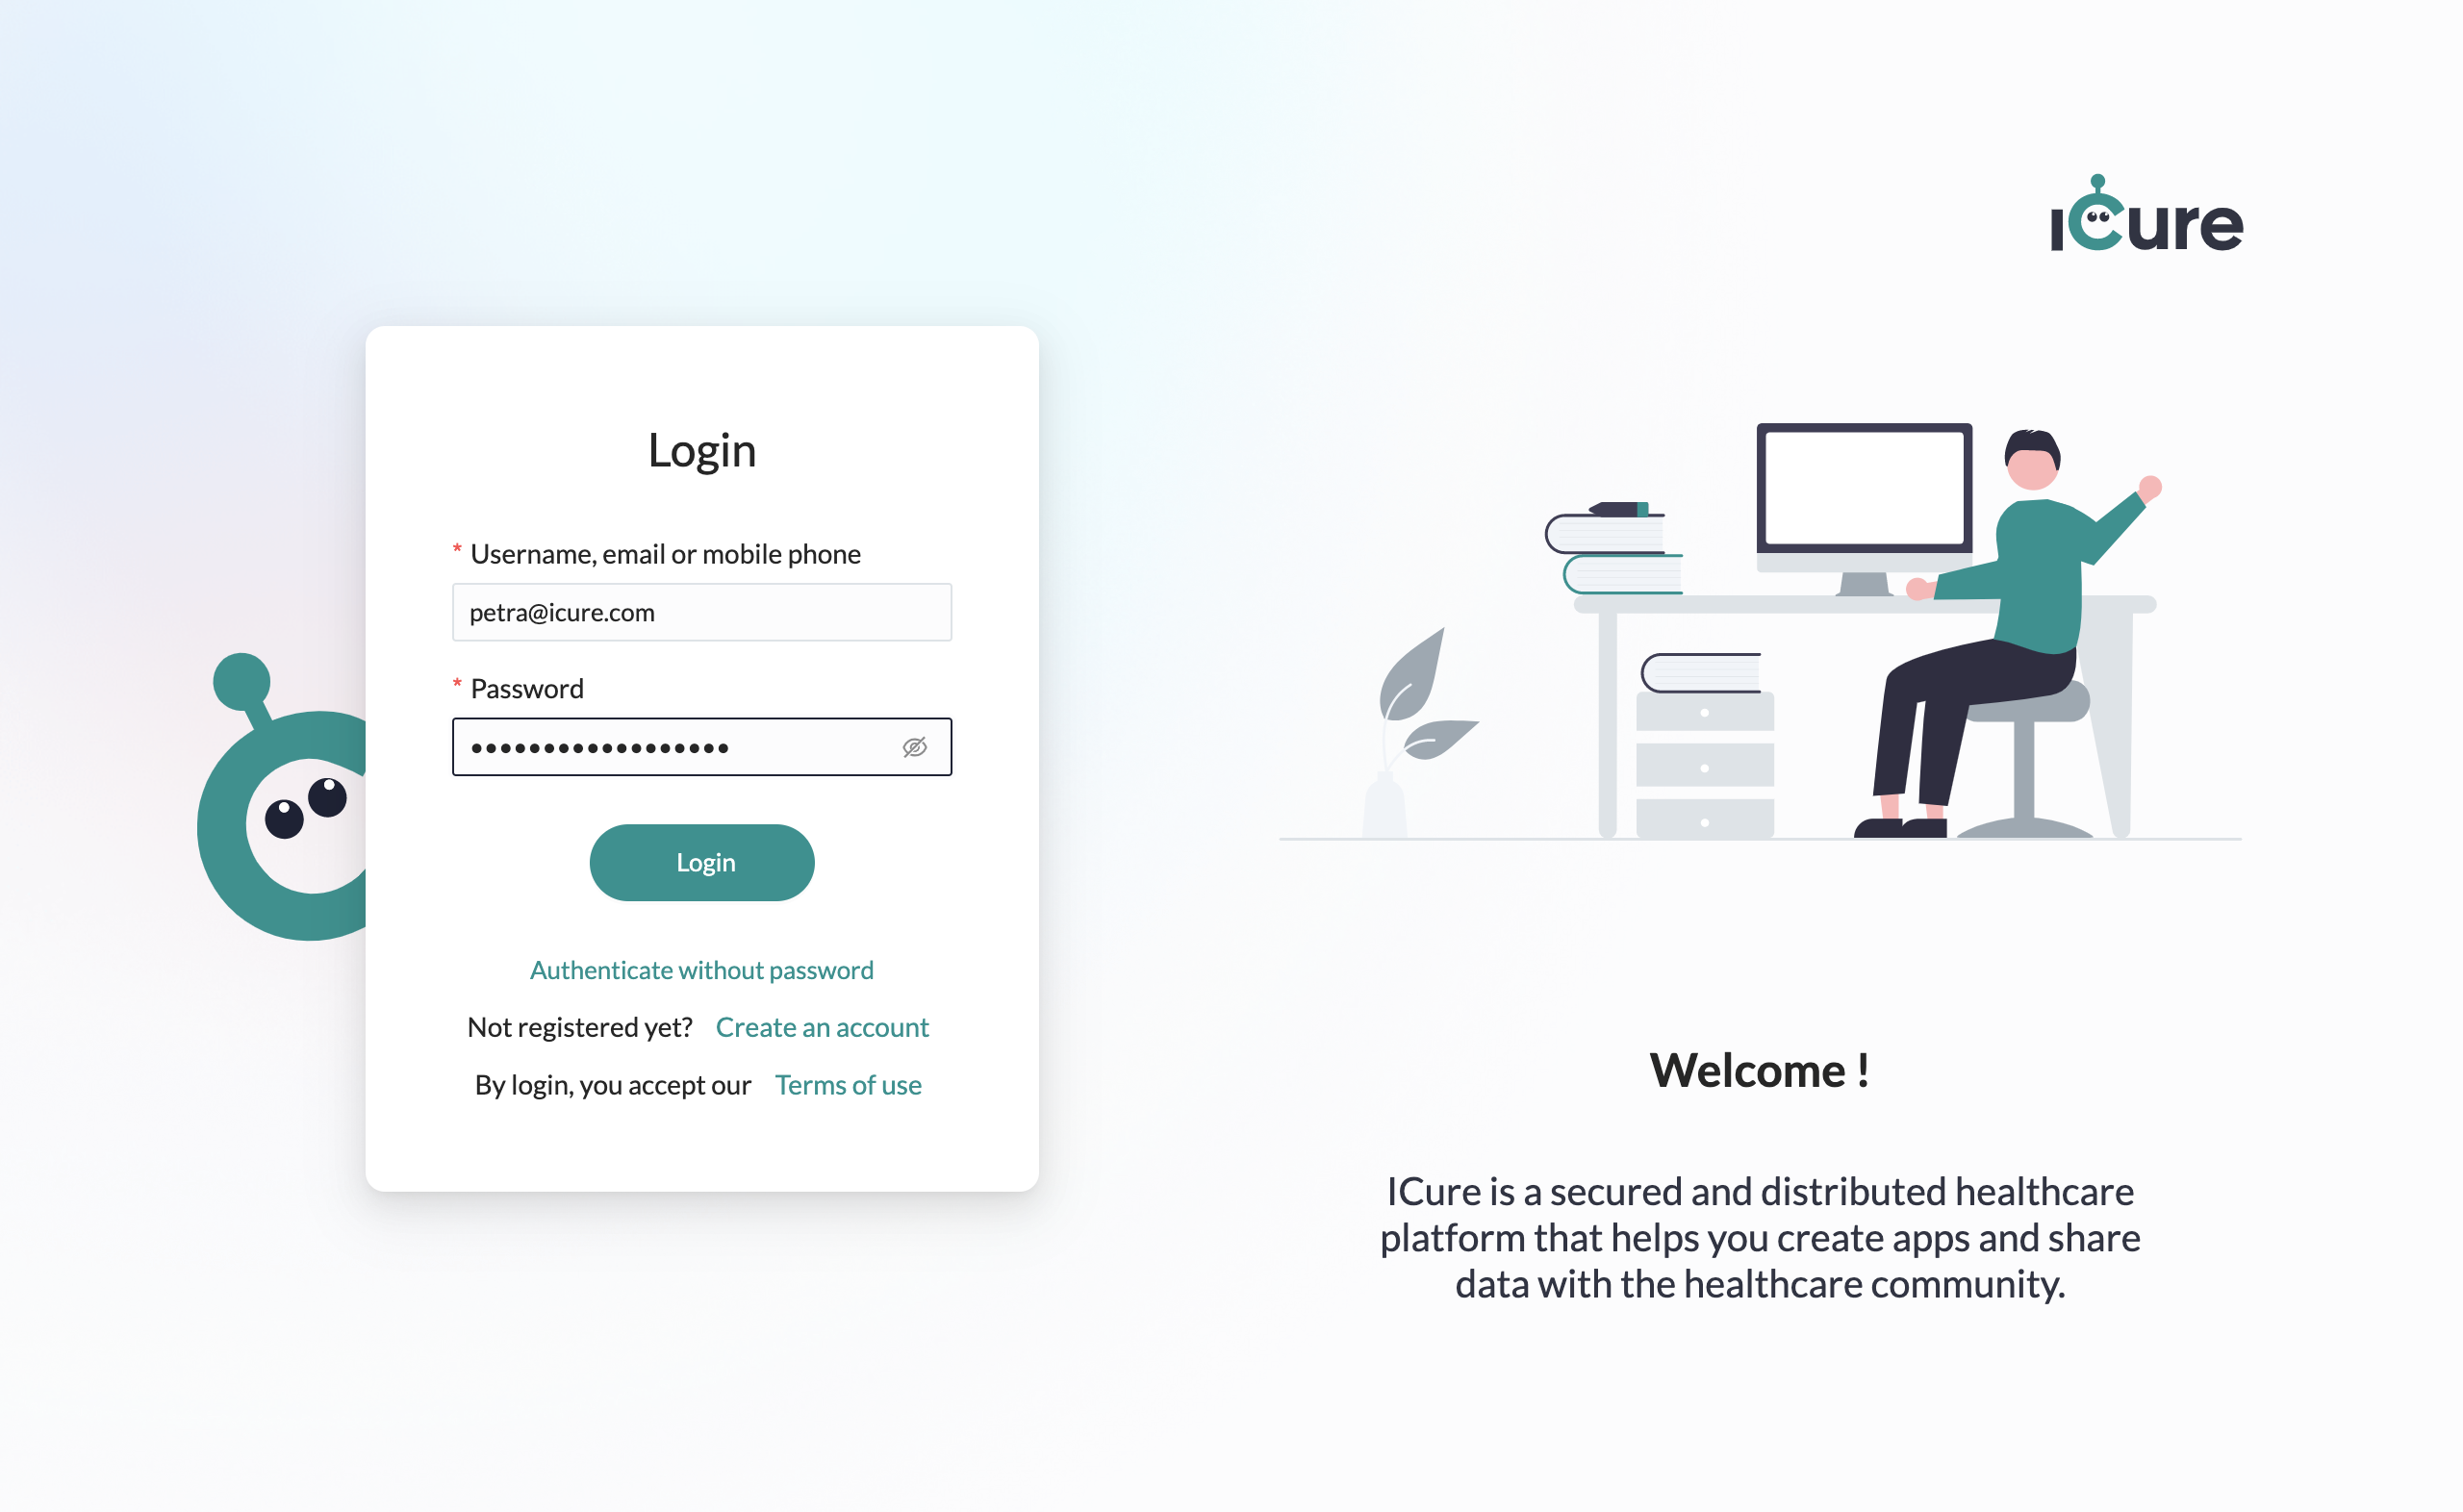 Login
* Username, email or mobile phone
petra@icure.com
* Password
••••••••••••••••••
Login
Authenticate without password
Not registered yet? Create an account
By login, you accept our Terms of use
iCure
Welcome !
ICure is a secured and distributed healthcare
platform that helps you create apps and share
data with the healthcare community.